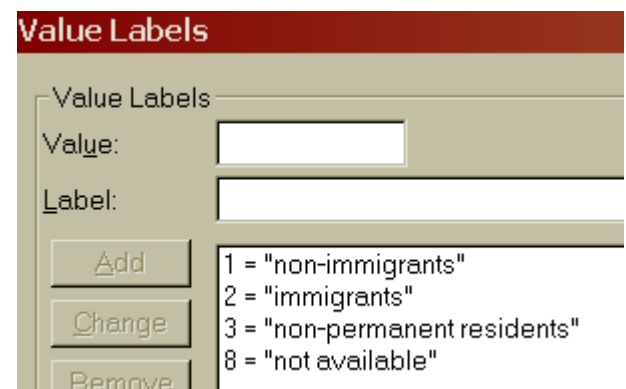 Value Labels
Value Labels
Value:
Label:
Add
1 = "non-immigrants"
2 = "immigrants"
Change
3 = "non-permanent residents"
8 = "not available"
Remove